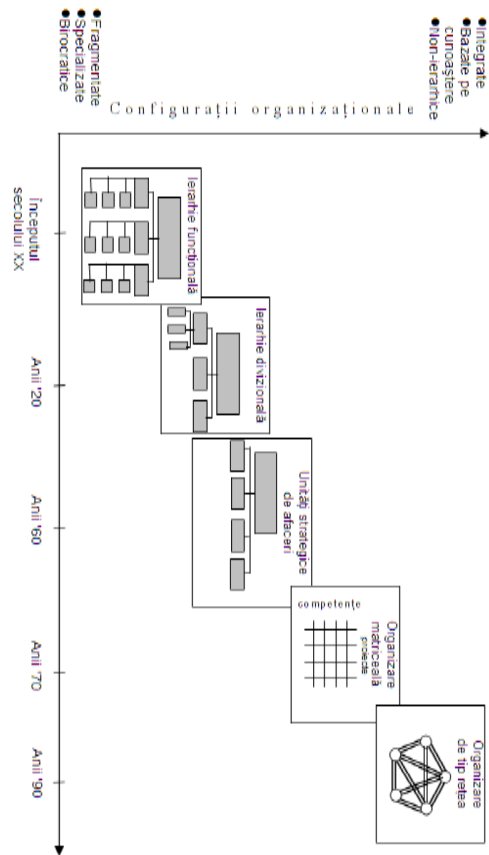 ●Integrate
●Bazate pe
cunoaștere
●Non-ierarhice
Configurații organizaționale
●Fragmentate
●Specializate
●Birocratice
Ierarhie funcțională
Ierarhie divizională
Unități strategice
de afaceri
Organizare
matriceală
proiecte
competențe
Organizare
de tip rețea
Începutul
secolului XX
Anii '20
Anii '60
Anii '70
Anii '90